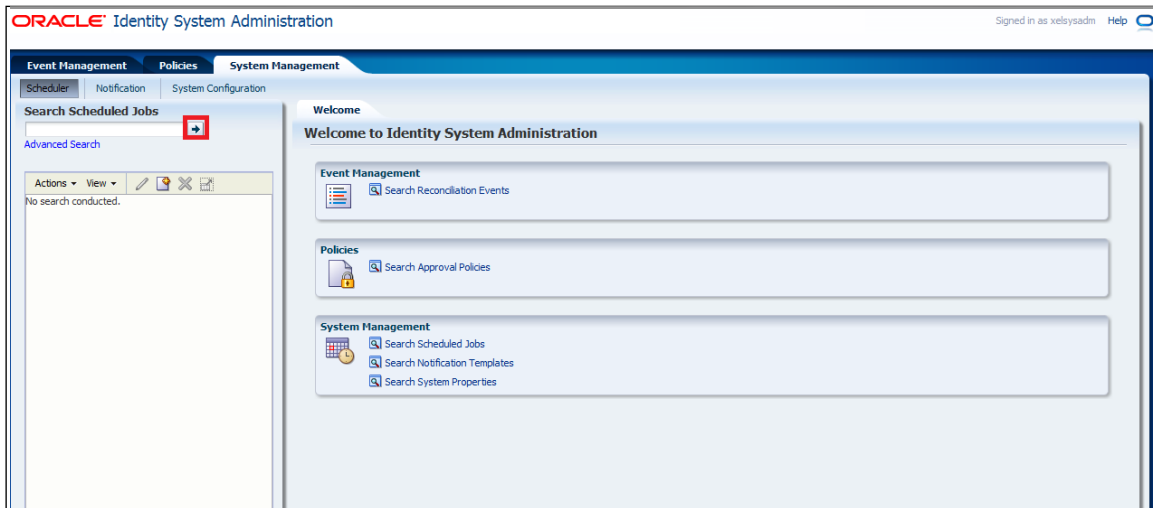 ORACLE Identity System Administration
Signed in as xelsysadm Help
Event Management Policies System Management
Scheduler Notification System Configuration
Search Scheduled Jobs
Advanced Search
Actions View
No search conducted.
Welcome
Welcome to Identity System Administration
Event Management
Search Reconciliation Events
Policies
Search Approval Policies
System Management
Search Scheduled Jobs
Search Notification Templates
Search System Properties